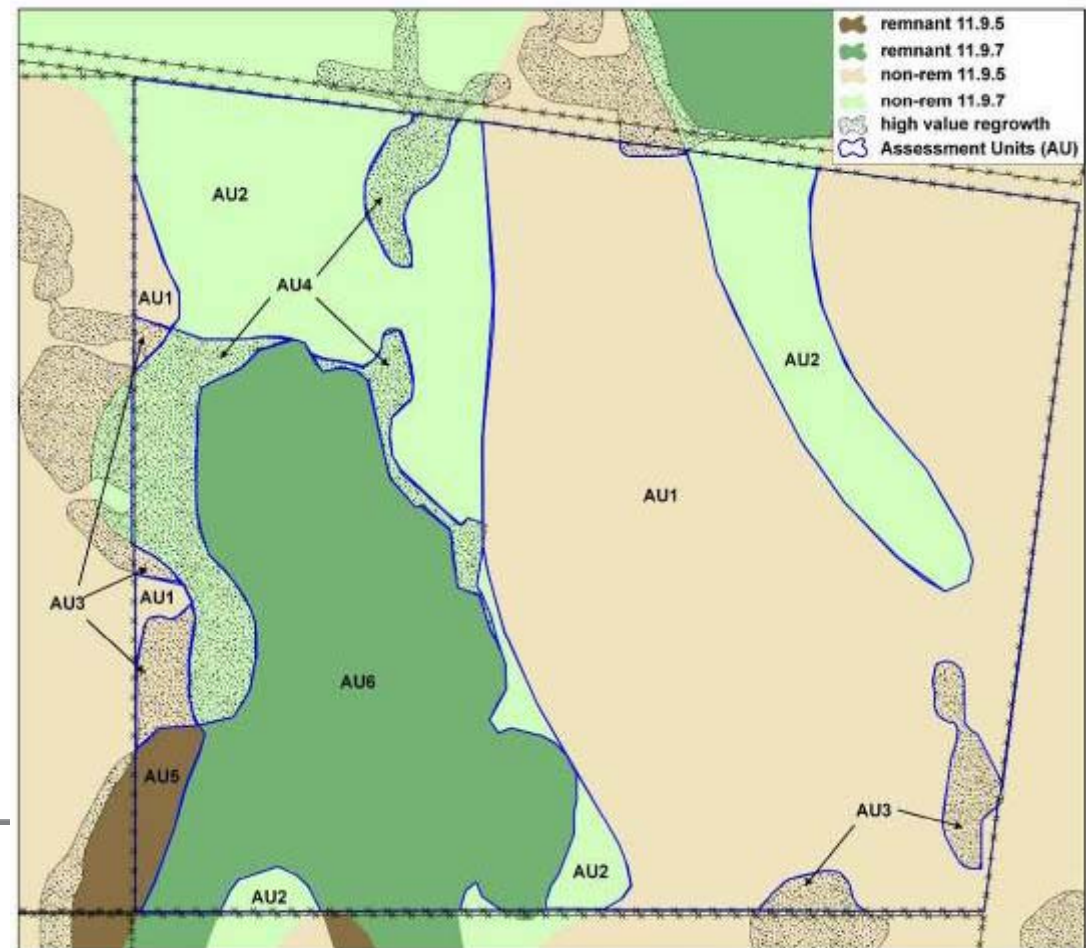 remnant 11.9.5
remnant 11.9.7
non-rem 11.9.5
non-rem 11.9.7
high value regrowth
Assessment Units (AU)
AU2
AU4
AU1
AU2
AU1
AU3
AU1
AU6
AU5
AU3
AU2
AU2